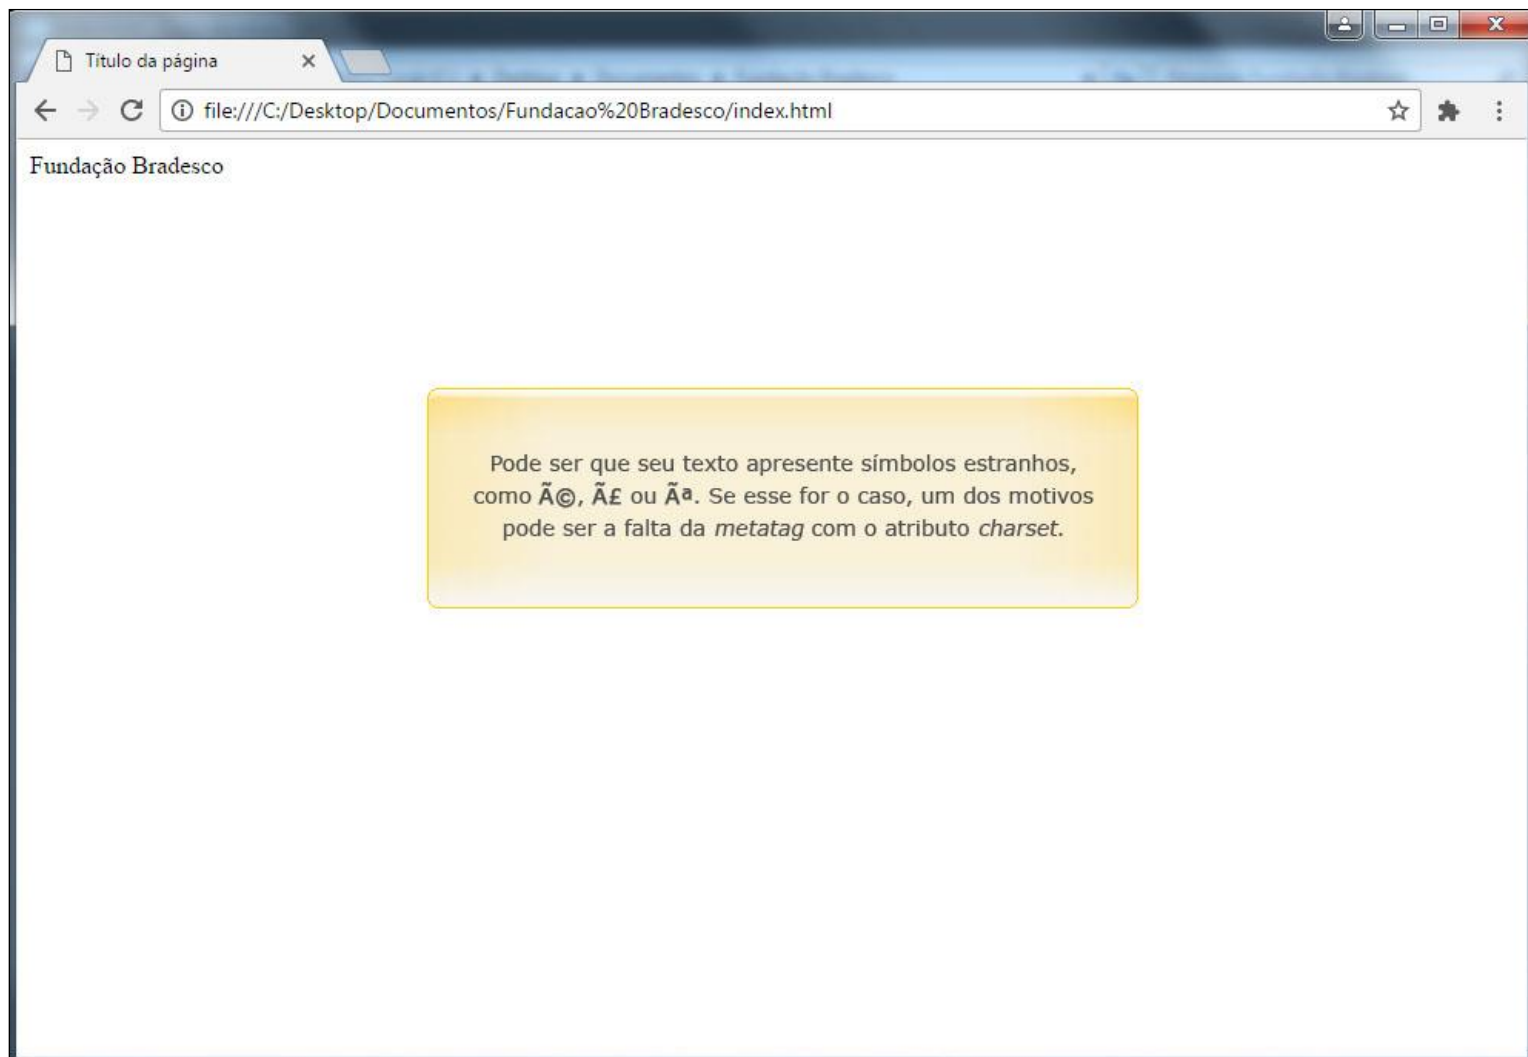 Título da página
file:///C:/Desktop/Documentos/Fundacao%20Bradesco/index.html
Fundação Bradesco
Pode ser que seu texto apresente símbolos estranhos,
como Ã©, Ã£ ou Ãª. Se esse for o caso, um dos motivos
pode ser a falta da metatag com o atributo charset.